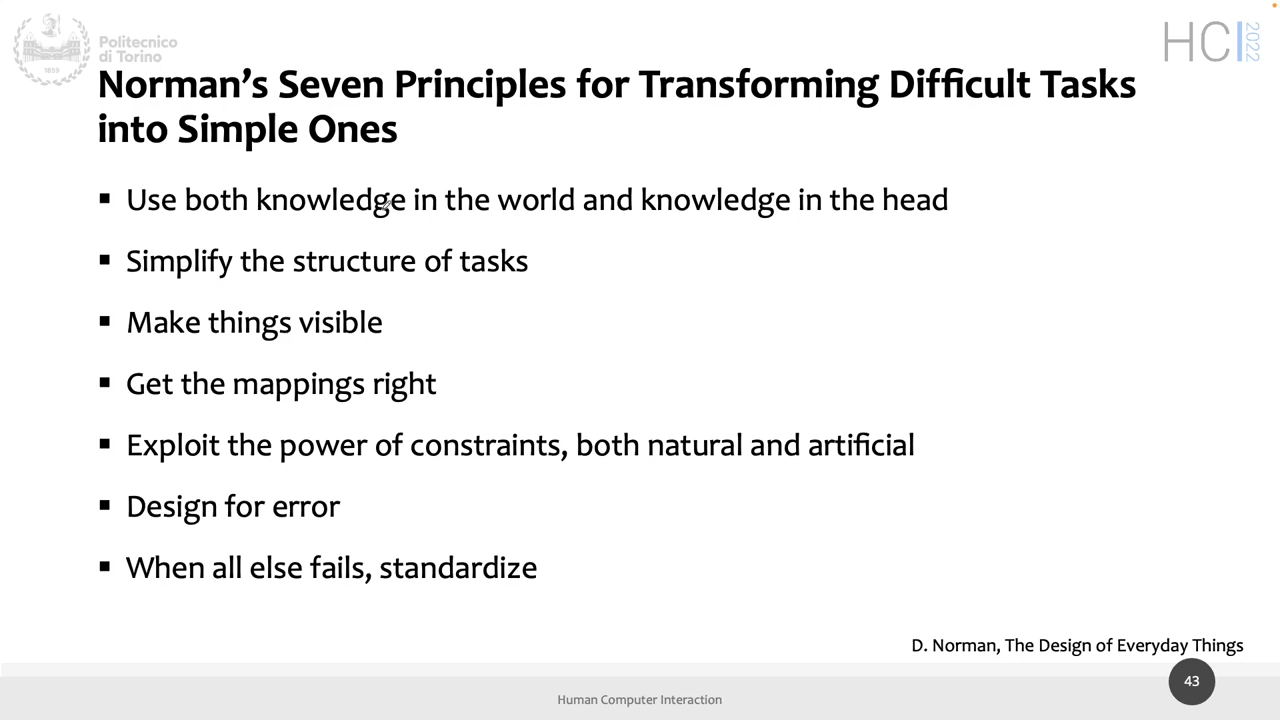 Politecnico
di Torino
1859
HCI 2022
Norman's Seven Principles for Transforming Difficult Tasks
into Simple Ones
▪ Use both knowledge in the world and knowledge in the head
▪ Simplify the structure of tasks
▪ Make things visible
▪ Get the mappings right
▪ Exploit the power of constraints, both natural and artificial
▪ Design for error
▪ When all else fails, standardize
D. Norman, The Design of Everyday Things
43
Human Computer Interaction